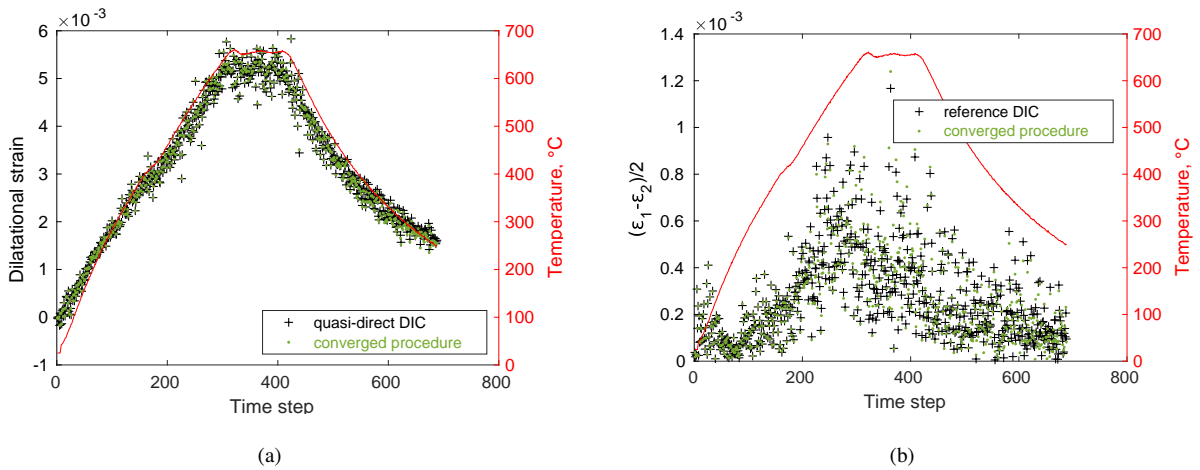 ×10 -3
6
5
4
3
2
1
0
-1
Dilatational strain
700
600
500
400
300
200
100
0
Temperature, °C
quasi-direct DIC
converged procedure
0 200 400 600 800
Time step
(a)
×10 -3
1.4
1.2
1
0.8
0.6
0.4
0.2
0
(ε1-ε2)/2
700
600
500
400
300
200
100
0
Temperature, °C
reference DIC
converged procedure
0 200 400 600 800
Time step
(b)